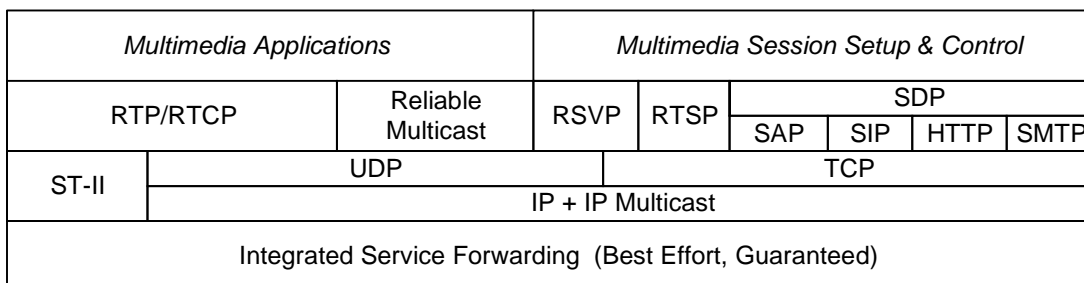 Multimedia Applications
Multimedia Session Setup & Control
RTP/RTCP
Reliable
Multicast
RSVP
RTSP
SDP
SAP
SIP
HTTP
SMTP
ST-II
UDP
TCP
IP + IP Multicast
Integrated Service Forwarding (Best Effort, Guaranteed)